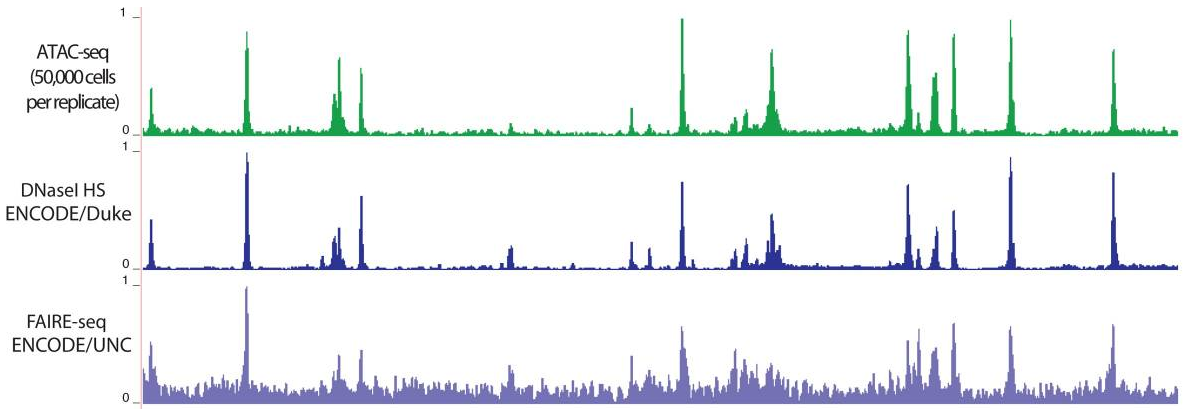 1
ATAC-seq
(50,000 cells
per replicate)
0
1
DNaseI HS
ENCODE/Duke
0
1
FAIRE-seq
ENCODE/UNC
0